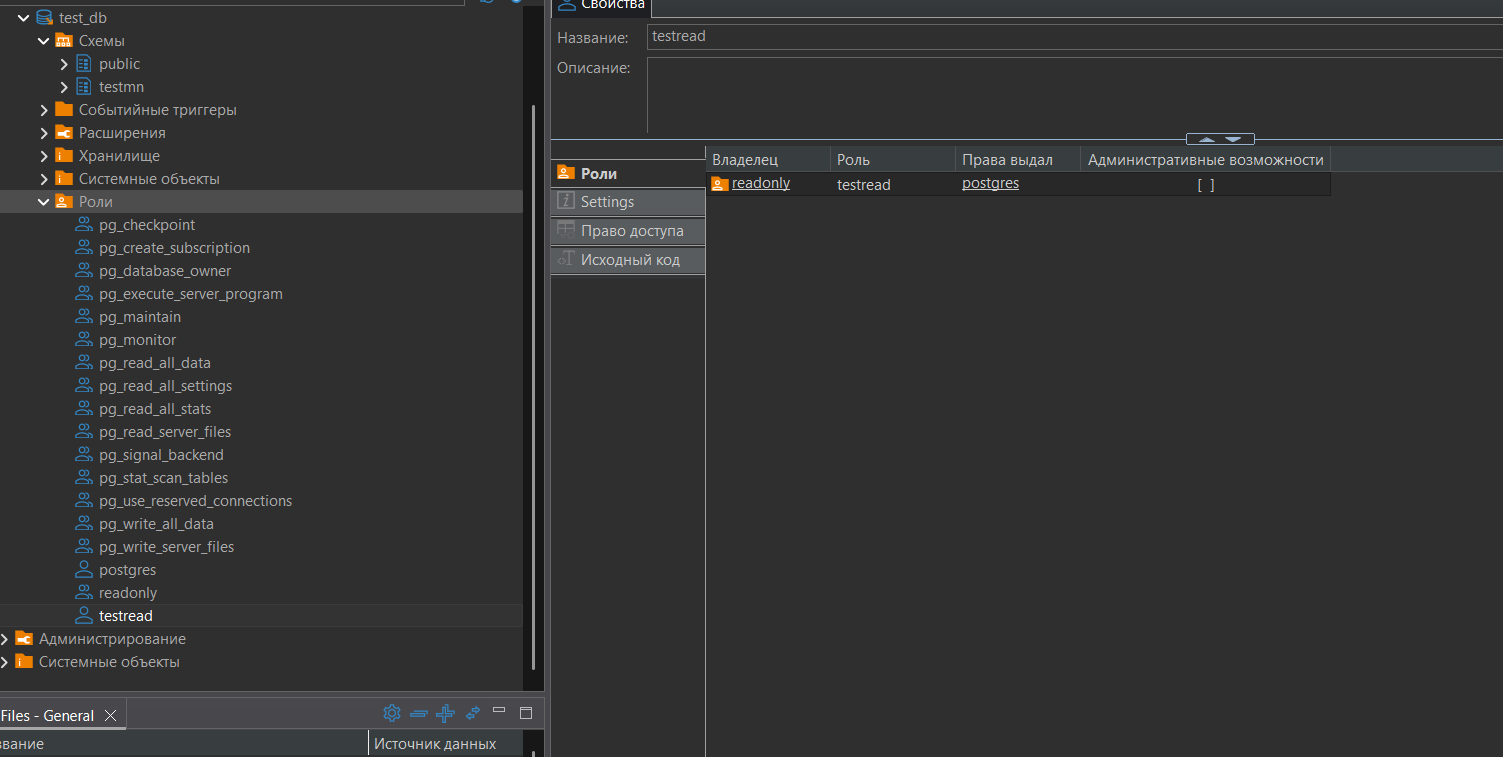 test_db
Схемы
public
testmn
Событийные триггеры
Расширения
Хранилище
Системные объекты
Роли
pg_checkpoint
pg_create_subscription
pg_database_owner
pg_execute_server_program
pg_maintain
pg_monitor
pg_read_all_data
pg_read_all_settings
pg_read_all_stats
pg_read_server_files
pg_signal_backend
pg_stat_scan_tables
pg_use_reserved_connections
pg_write_all_data
pg_write_server_files
postgres
readonly
testread
Администрирование
Системные объекты
Files - General
звание Источник данных
Свойства
Название: testread
Описание:
Роли
Settings
Право доступа
Исходный код
Владелец Роль Права выдал Административные возможности
readonly testread postgres [ ]